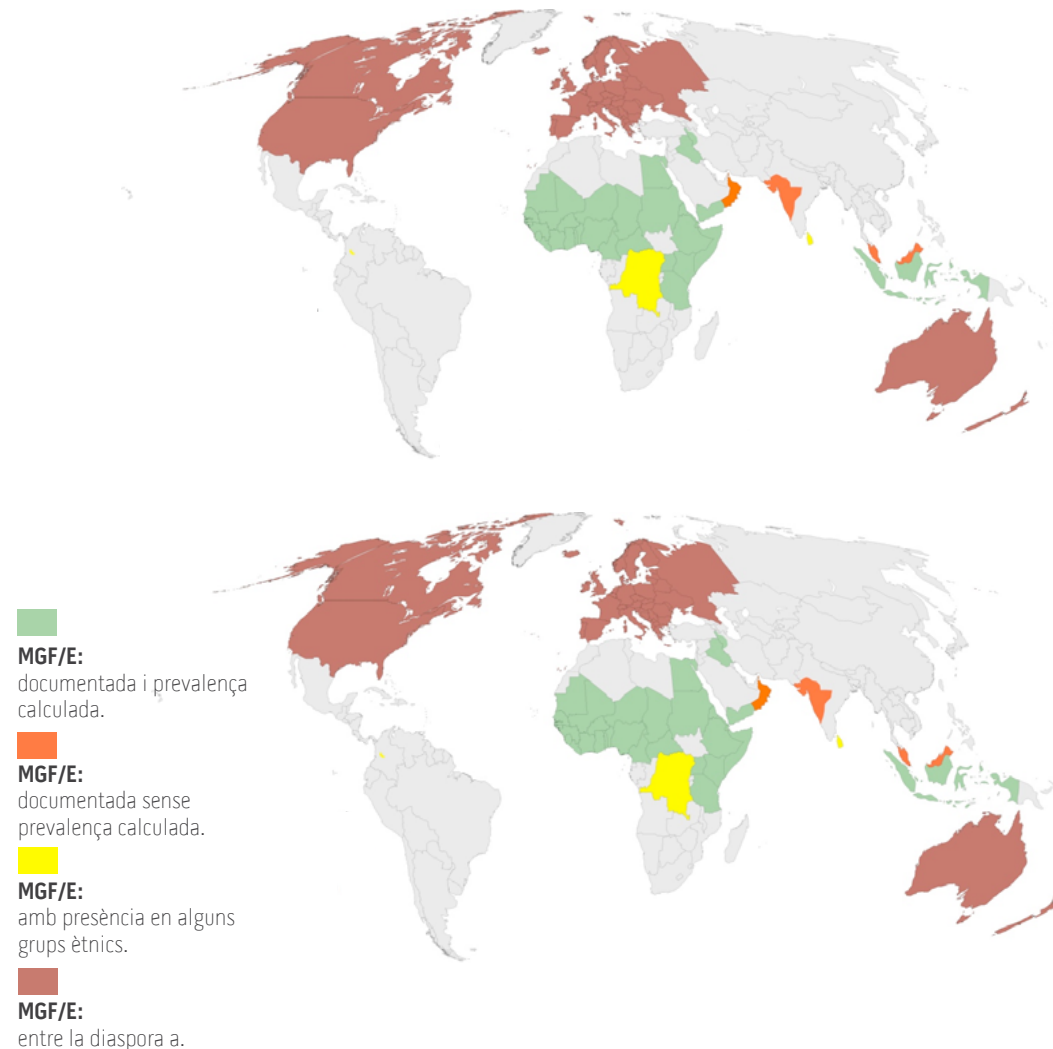 MGF/E:
documentada i prevalença
calculada.
MGF/E:
documentada sense
prevalença calculada.
MGF/E:
amb presència en alguns
grups ètnics.
MGF/E:
entre la diaspora a.